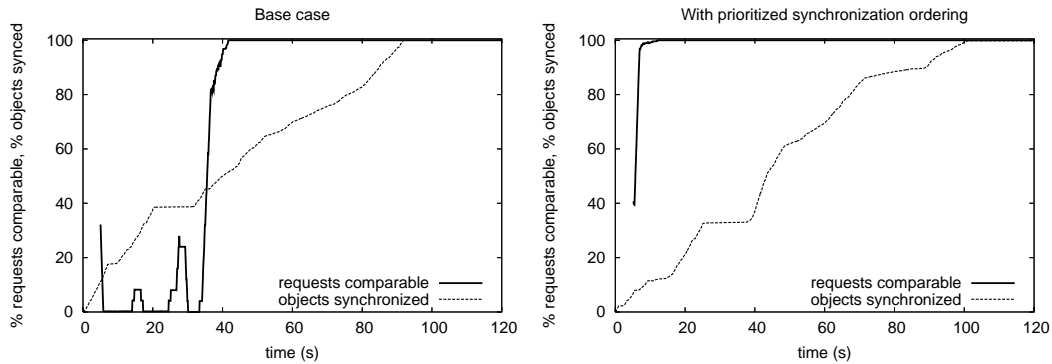 Base case
% requests comparable, % objects synced
100
80
60
40
20
0
requests comparable
objects synchronized
0 20 40 60 80 100 120
time (s)
With prioritized synchronization ordering
% requests comparable, % objects synced
100
80
60
40
20
0
requests comparable
objects synchronized
0 20 40 60 80 100 120
time (s)